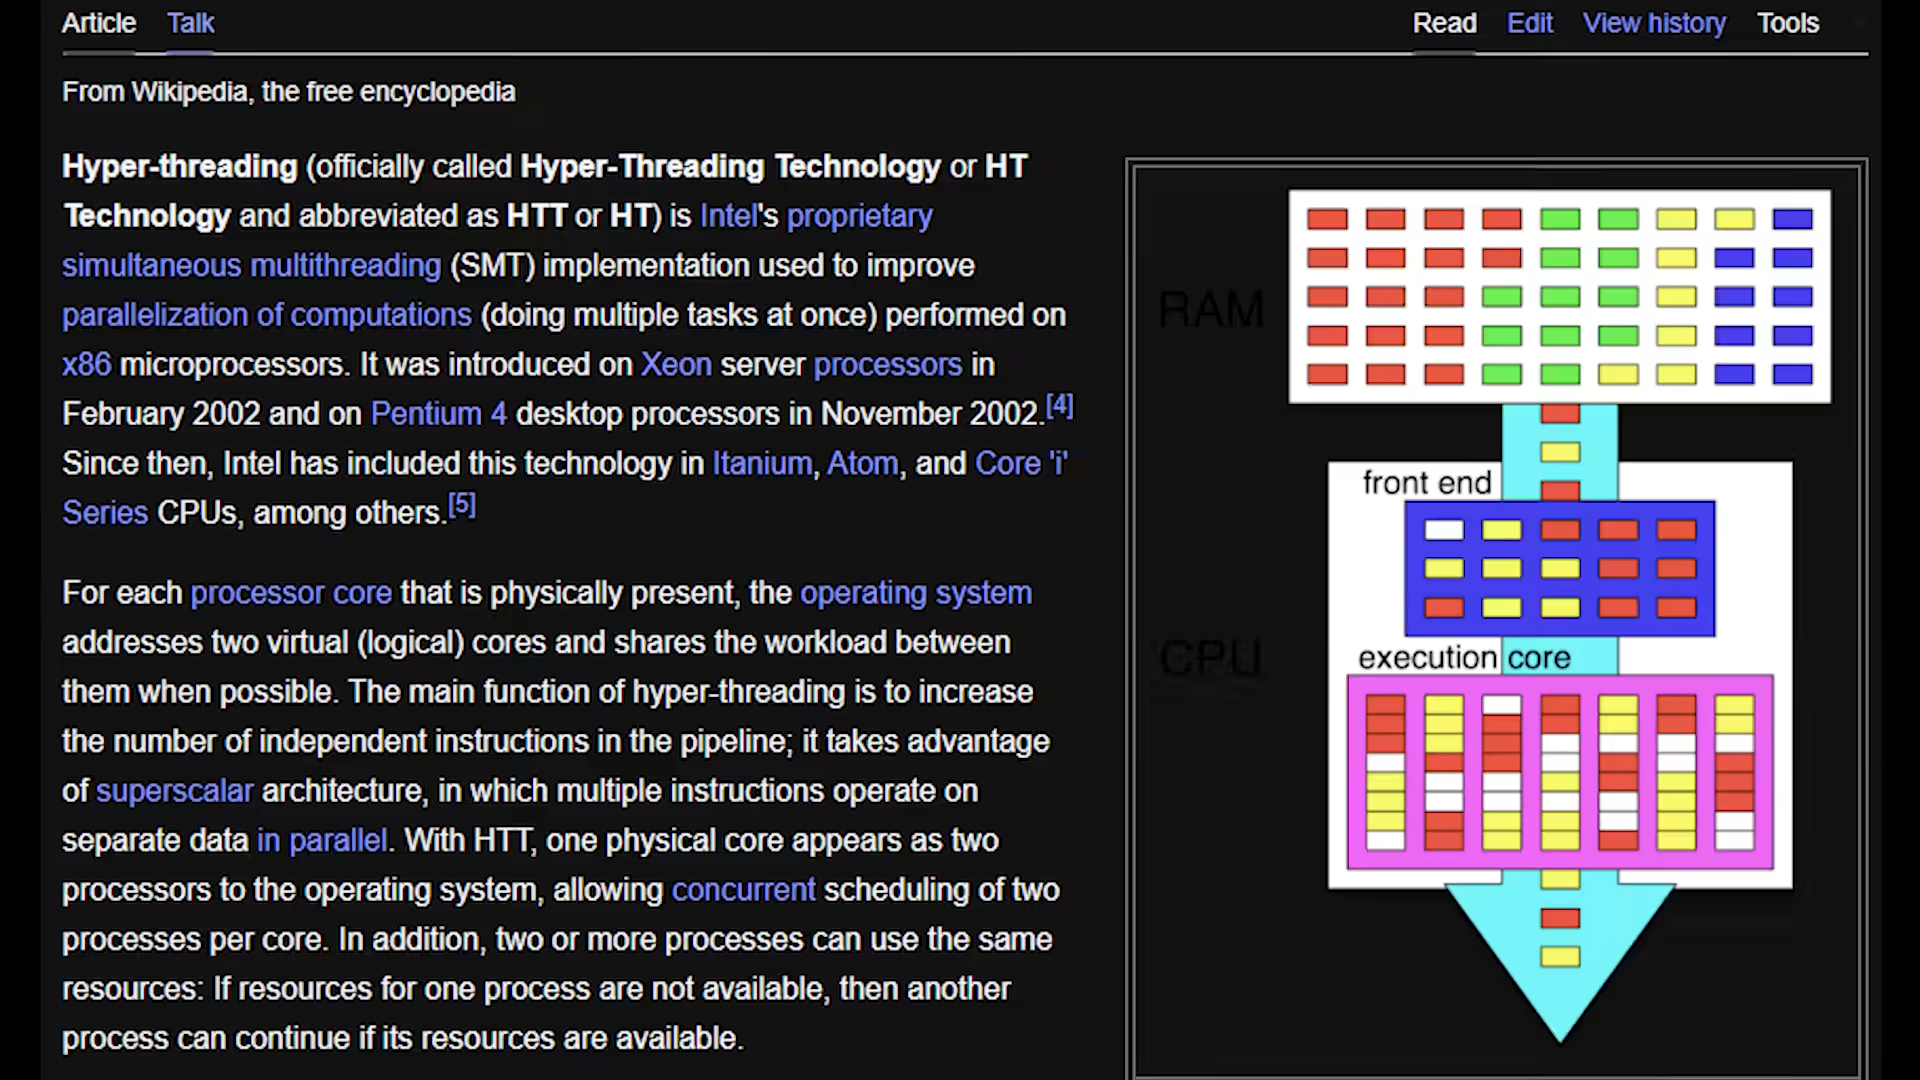 Article Talk Read Edit View history Tools
From Wikipedia, the free encyclopedia
Hyper-threading (officially called Hyper-Threading Technology or HT
Technology and abbreviated as HTT or HT) is Intel's proprietary
simultaneous multithreading (SMT) implementation used to improve
parallelization of computations (doing multiple tasks at once) performed on
x86 microprocessors. It was introduced on Xeon server processors in
February 2002 and on Pentium 4 desktop processors in November 2002.[4]
Since then, Intel has included this technology in Itanium, Atom, and Core 'i'
Series CPUs, among others.[5]
For each processor core that is physically present, the operating system
addresses two virtual (logical) cores and shares the workload between
them when possible. The main function of hyper-threading is to increase
the number of independent instructions in the pipeline; it takes advantage
of superscalar architecture, in which multiple instructions operate on
separate data in parallel. With HTT, one physical core appears as two
processors to the operating system, allowing concurrent scheduling of two
processes per core. In addition, two or more processes can use the same
resources: If resources for one process are not available, then another
process can continue if its resources are available.
RAM
front end
CPU
execution core